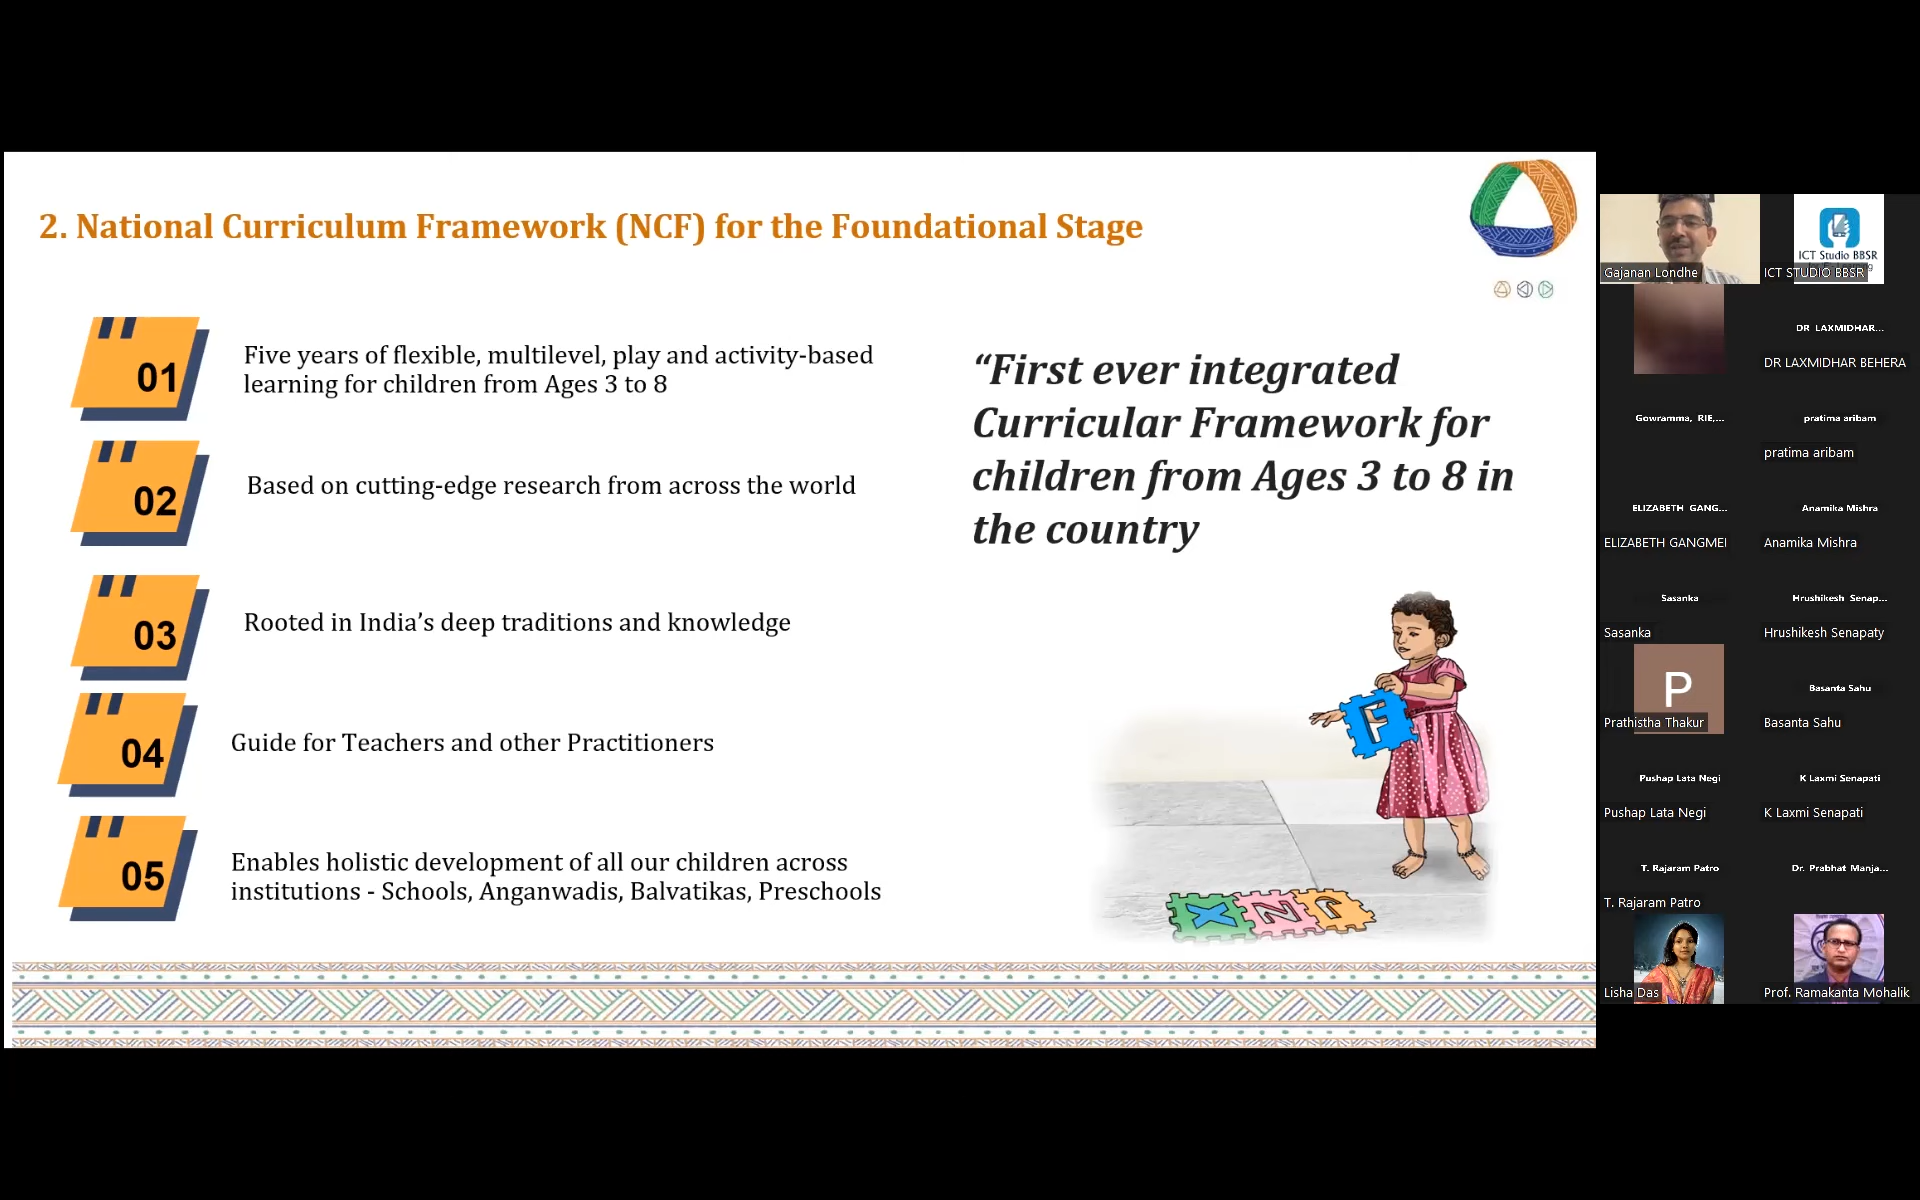 2. National Curriculum Framework (NCF) for the Foundational Stage
01
Five years of flexible, multilevel, play and activity-based
learning for children from Ages 3 to 8
02
Based on cutting-edge research from across the world
03
Rooted in India’s deep traditions and knowledge
04
Guide for Teachers and other Practitioners
05
Enables holistic development of all our children across
institutions - Schools, Anganwadis, Balvatikas, Preschools
“First ever integrated
Curricular Framework for
children from Ages 3 to 8 in
the country
F
X N C
Gajanan Londhe
ICT Studio BBSR
ICT STUDIO BBSR
DR LAXMIDHAR...
DR LAXMIDHAR BEHERA
Gowramma, RIE,...
pratima aribam
pratima aribam
ELIZABETH GANG...
Anamika Mishra
ELIZABETH GANGMEI
Anamika Mishra
Sasanka
Hrushikesh Senap...
Sasanka
Hrushikesh Senapaty
P
Prathistha Thakur
Basanta Sahu
Basanta Sahu
Pushap Lata Negi
K Laxmi Senapati
Pushap Lata Negi
K Laxmi Senapati
T. Rajaram Patro
Dr. Prabhat Manja...
T. Rajaram Patro
Lisha Das
Prof. Ramakanta Mohalik